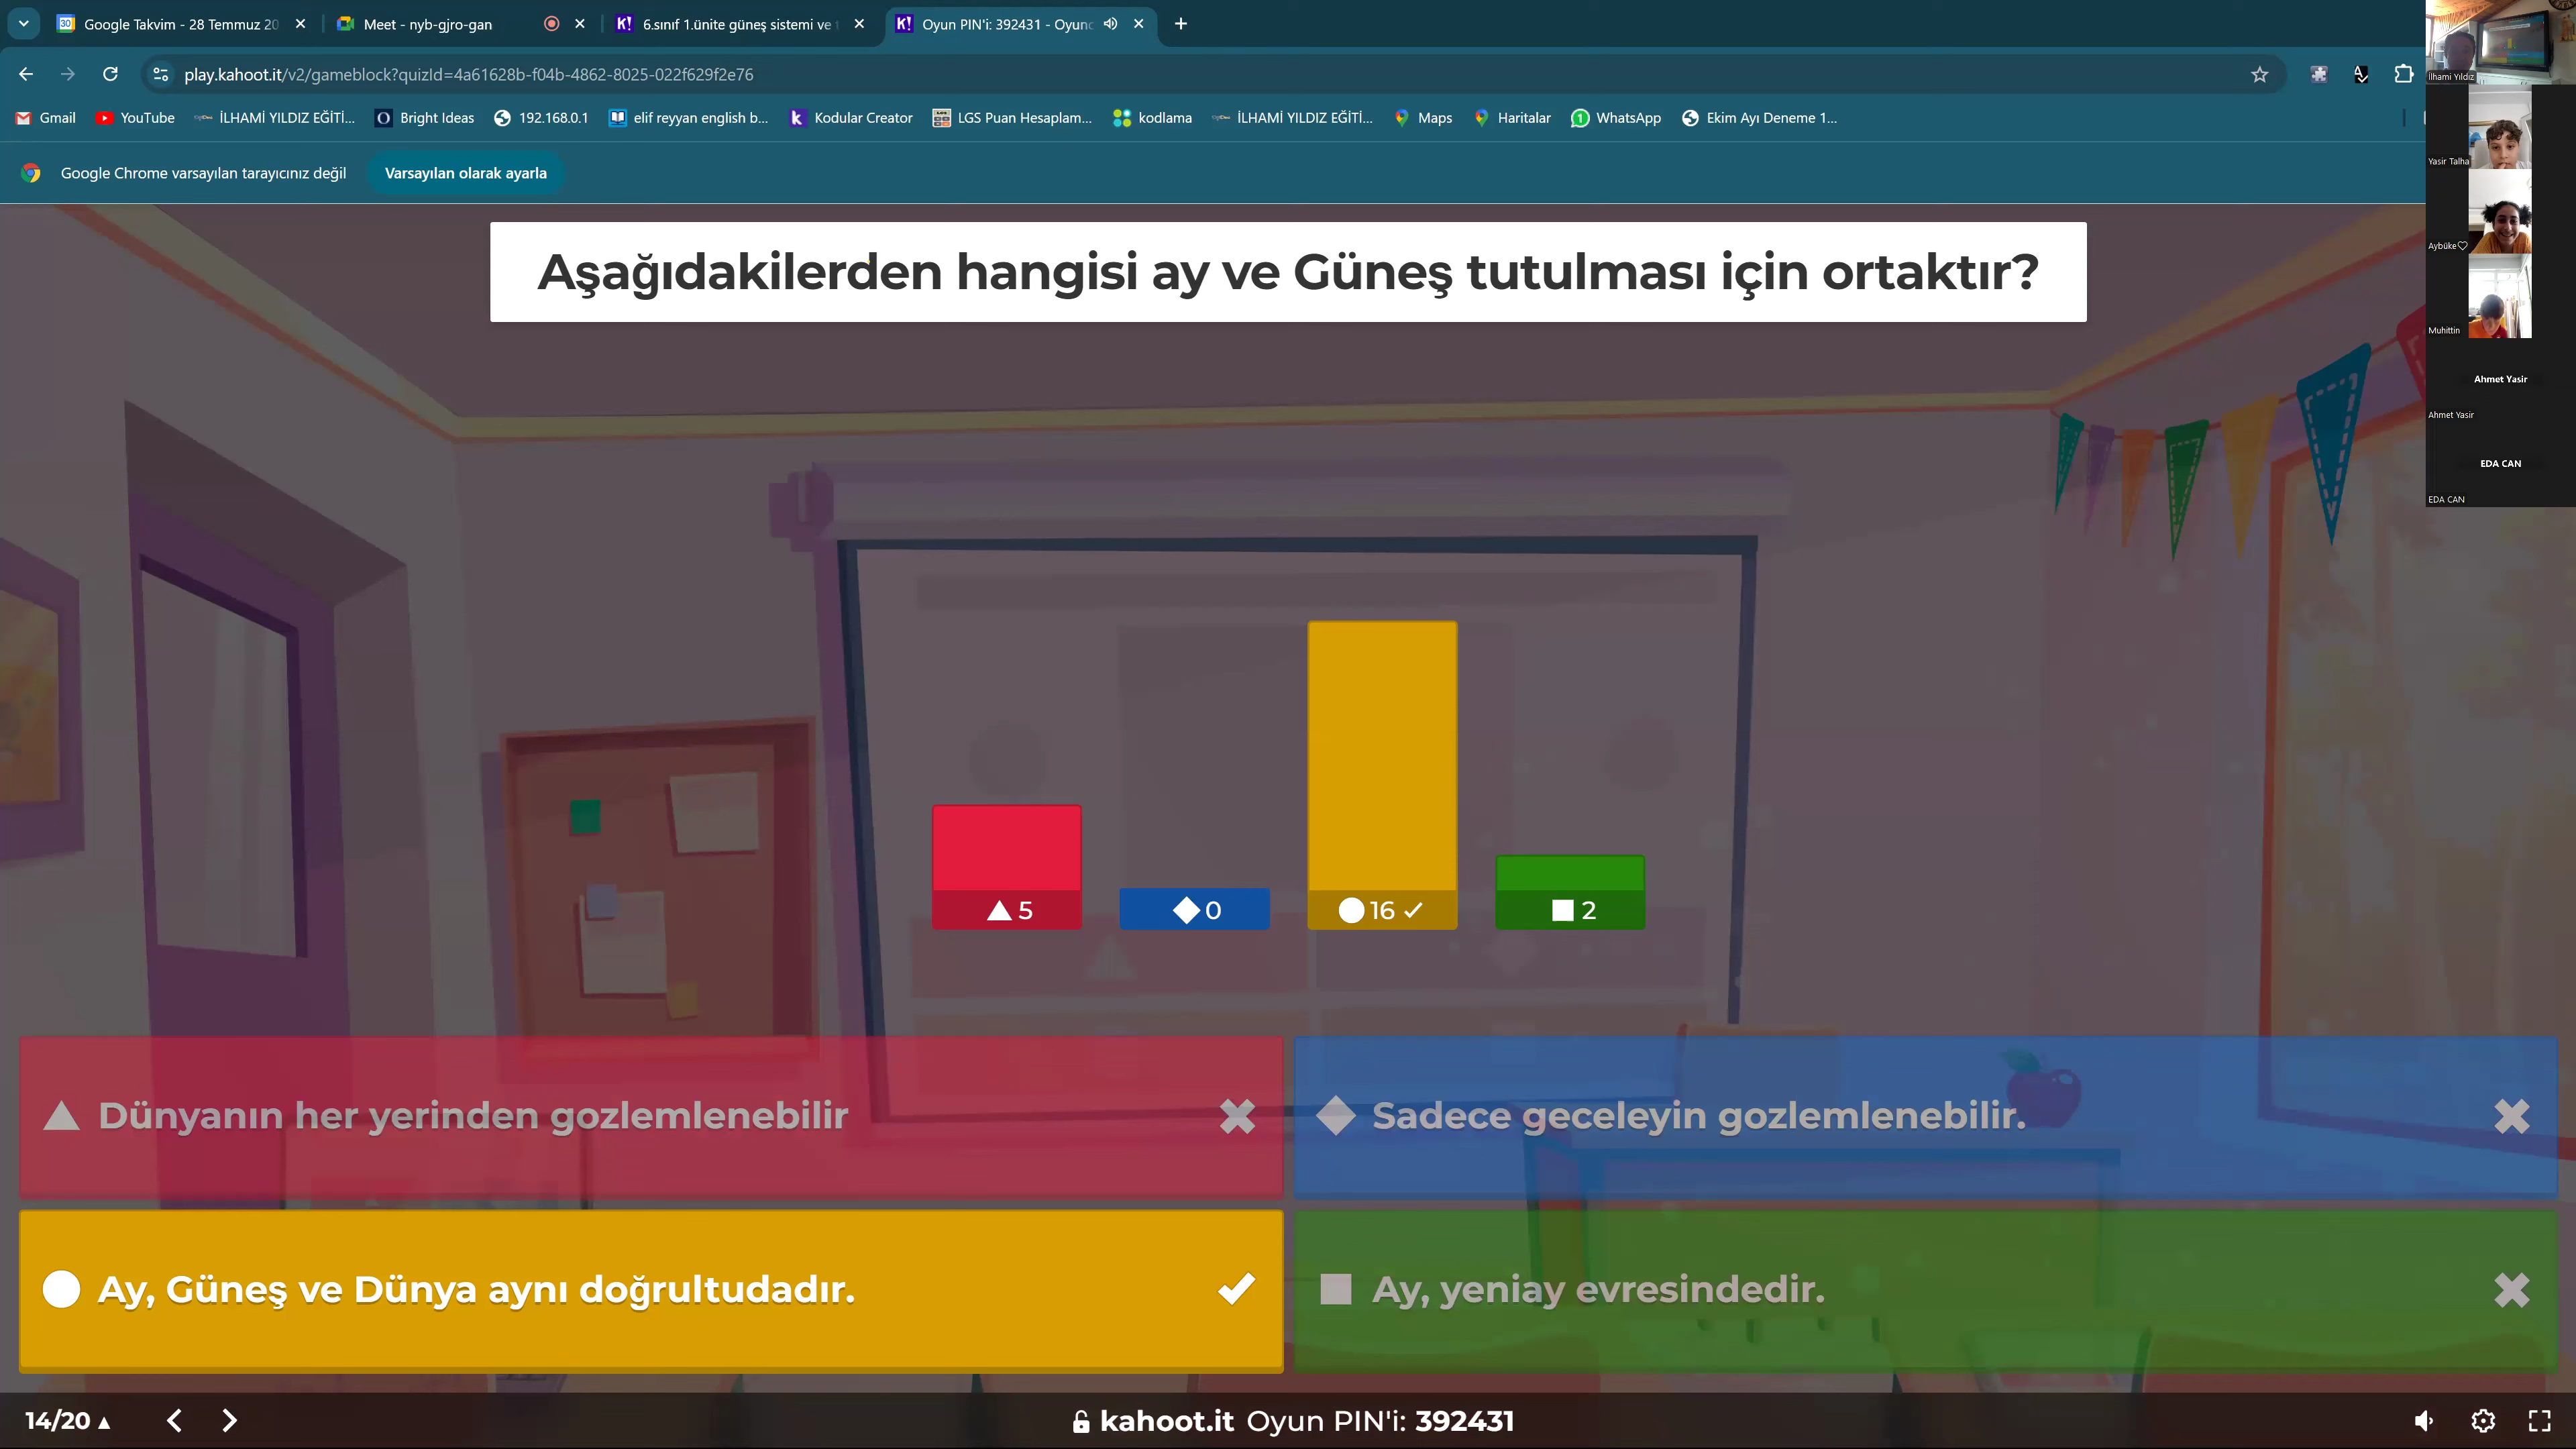 Google Takvim - 28 Temmuz 20
Meet - nyb-gjro-gan
6.sınıf 1.ünite güneş sistemi ve t
Oyun PIN'i: 392431 - Oyunc
play.kahoot.it/v2/gameblock?quizId=4a61628b-f04b-4862-8025-022f629f2e76
Gmail
YouTube
İLHAMİ YILDIZ EĞİTİ...
Bright Ideas
192.168.0.1
elif reyyan english b...
Kodular Creator
LGS Puan Hesaplam...
kodlama
İLHAMİ YILDIZ EĞİTİ...
Maps
Haritalar
WhatsApp
Ekim Ayı Deneme 1...
Google Chrome varsayılan tarayıcınız değil
Varsayılan olarak ayarla
İlhami Yıldız
Yasir Talha
Aybüke♡
Muhittin
Ahmet Yasir
Ahmet Yasir
EDA CAN
EDA CAN
Aşağıdakilerden hangisi ay ve Güneş tutulması için ortaktır?
5
0
16
2
Dünyanın her yerinden gozlemlenebilir
Sadece geceleyin gozlemlenebilir.
Ay, Güneş ve Dünya aynı doğrultudadır.
Ay, yeniay evresindedir.
14/20
kahoot.it Oyun PIN'i: 392431